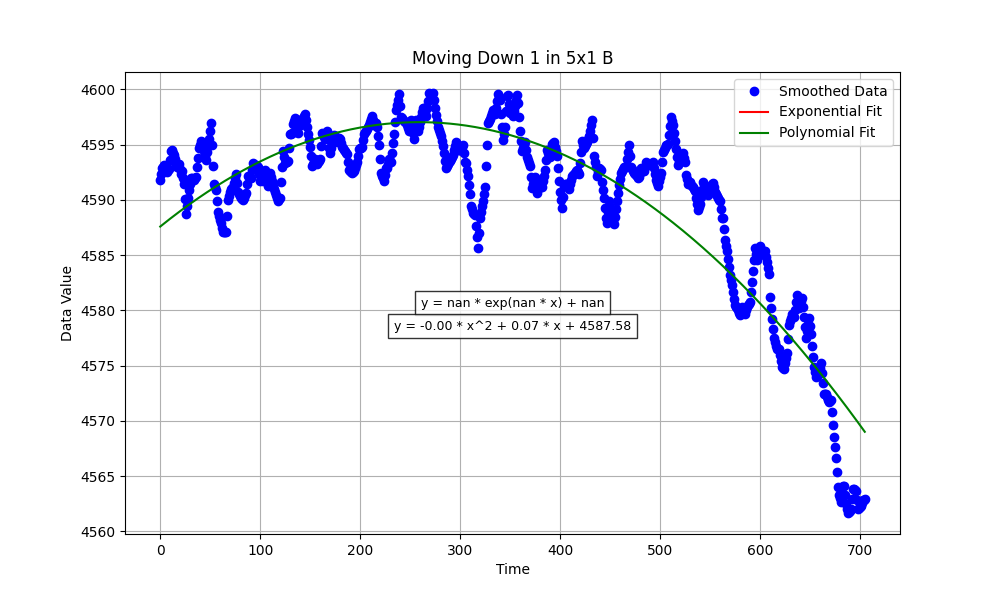 Moving Down 1 in 5x1 B
Smoothed Data
Exponential Fit
Polynomial Fit
4600
4595
4590
4585
4580
4575
4570
4565
4560
Data Value
y = nan * exp(nan * x) + nan
y = -0.00 * x^2 + 0.07 * x + 4587.58
0 100 200 300 400 500 600 700
Time